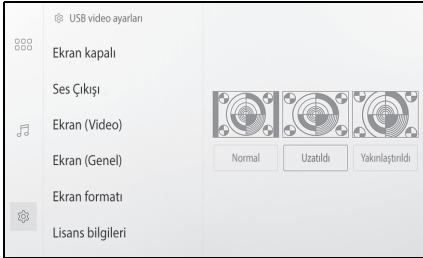 USB video ayarları
Ekran kapalı
Ses Çıkışı
Ekran (Video)
Ekran (Genel)
Ekran formatı
Lisans bilgileri
Normal
Uzatıldı
Yakınlaştırıldı